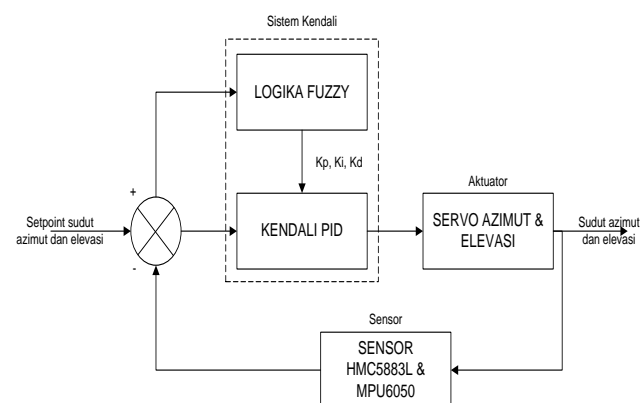 Sistem Kendali
LOGIKA FUZZY
Kp, Ki, Kd
+
Setpoint sudut
azimut dan elevasi
-
KENDALI PID
Aktuator
SERVO AZIMUT &
ELEVASI
Sudut azimut
dan elevasi
Sensor
SENSOR
HMC5883L &
MPU6050